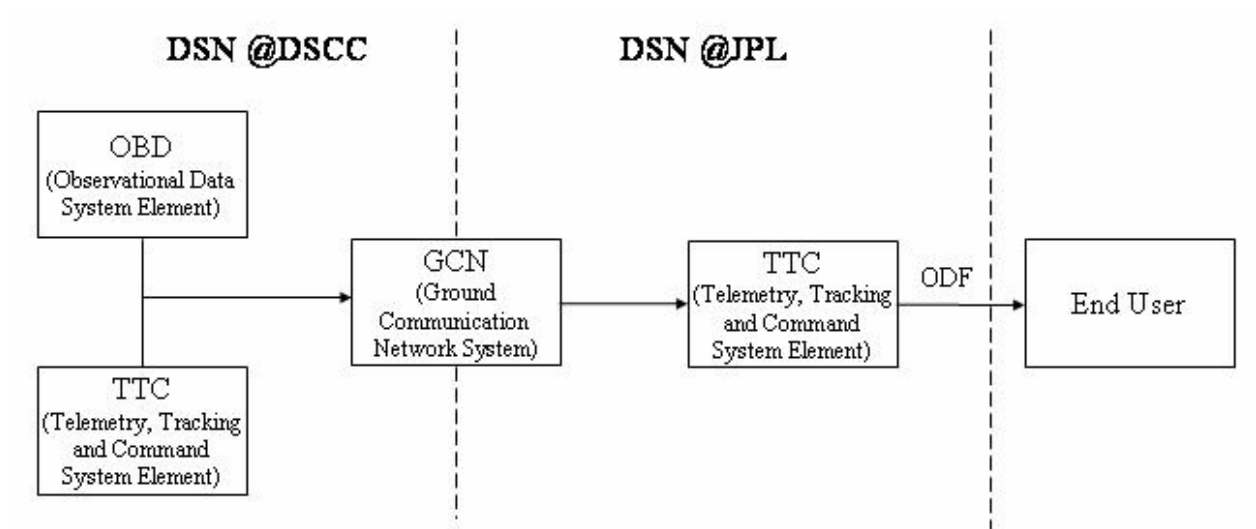 DSN @DSCC
DSN @JPL
OBD
(Observational Data
System Element)
GCN
(Ground
Communication
Network System)
TTC
(Telemetry, Tracking
and Command
System Element)
ODF
End User
TTC
(Telemetry, Tracking
and Command
System Element)